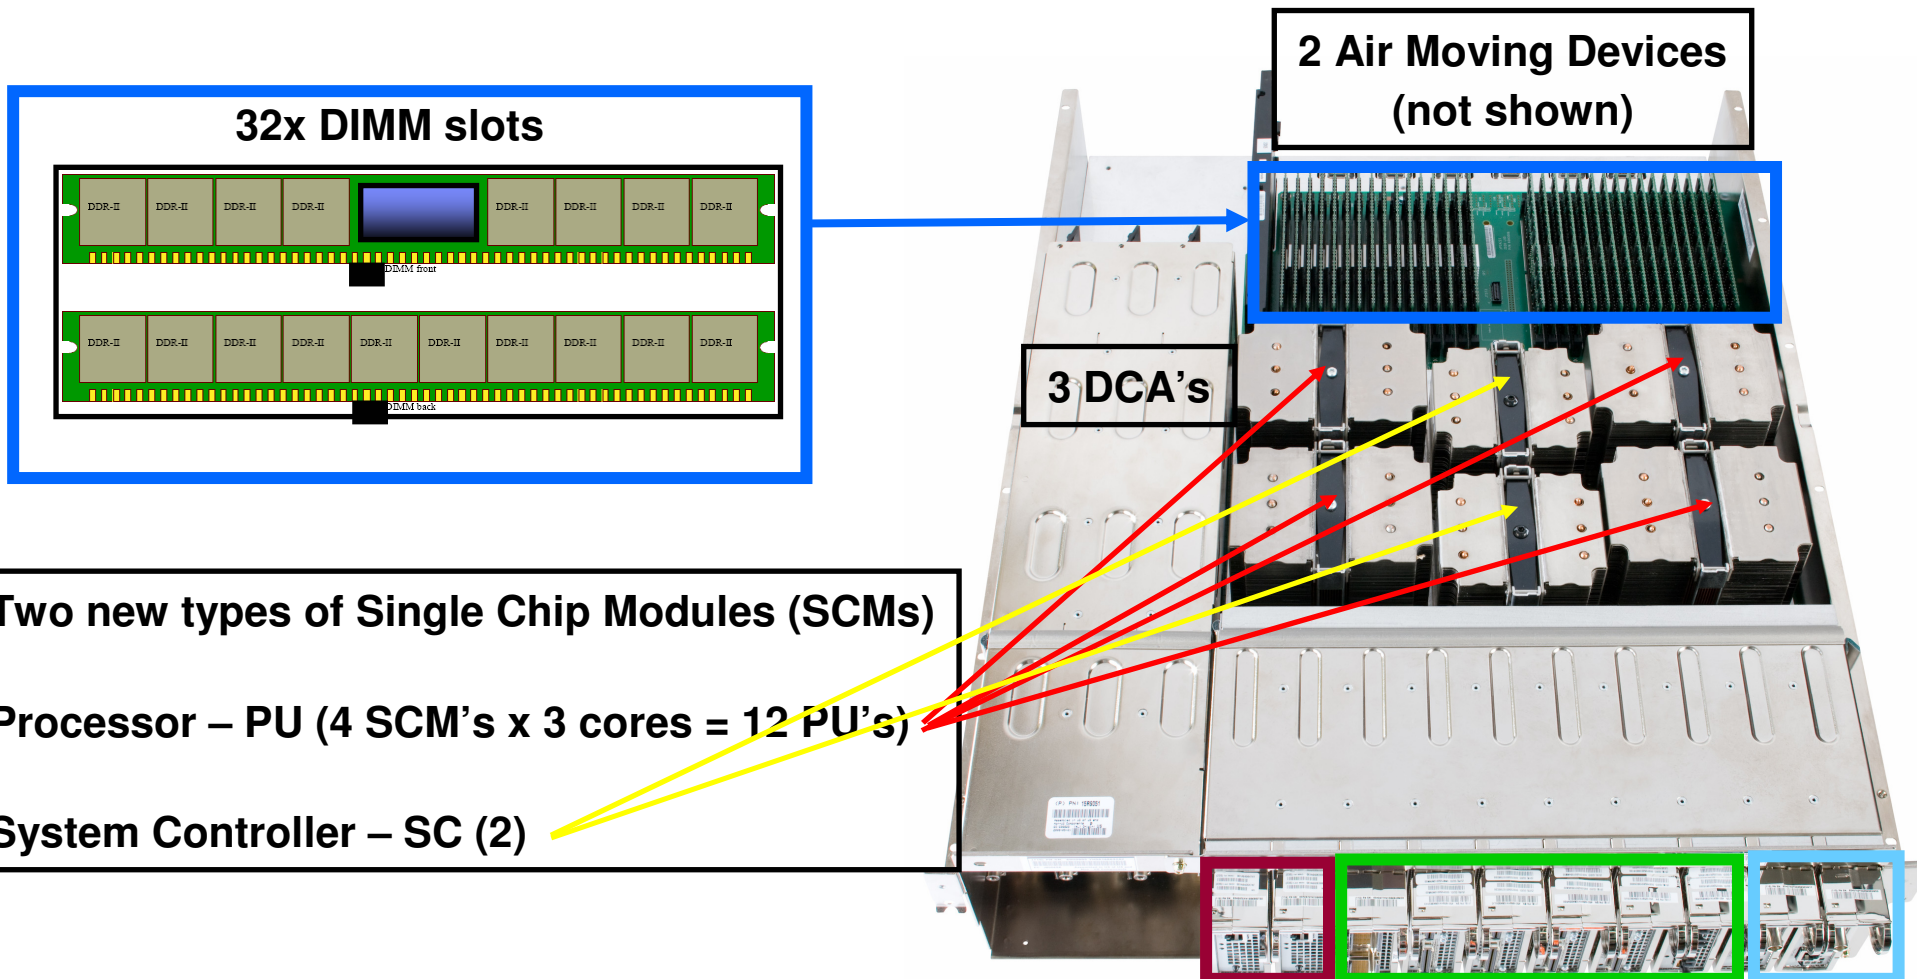 2 Air Moving Devices
(not shown)
32x DIMM slots
DDR-II DDR-II DDR-II DDR-II DDR-II DDR-II DDR-II DDR-II
DIMM front
DDR-II DDR-II DDR-II DDR-II DDR-II DDR-II DDR-II DDR-II DDR-II DDR-II
DIMM back
3 DCA's
Two new types of Single Chip Modules (SCMs)
Processor – PU (4 SCM's x 3 cores = 12 PU's)
System Controller – SC (2)